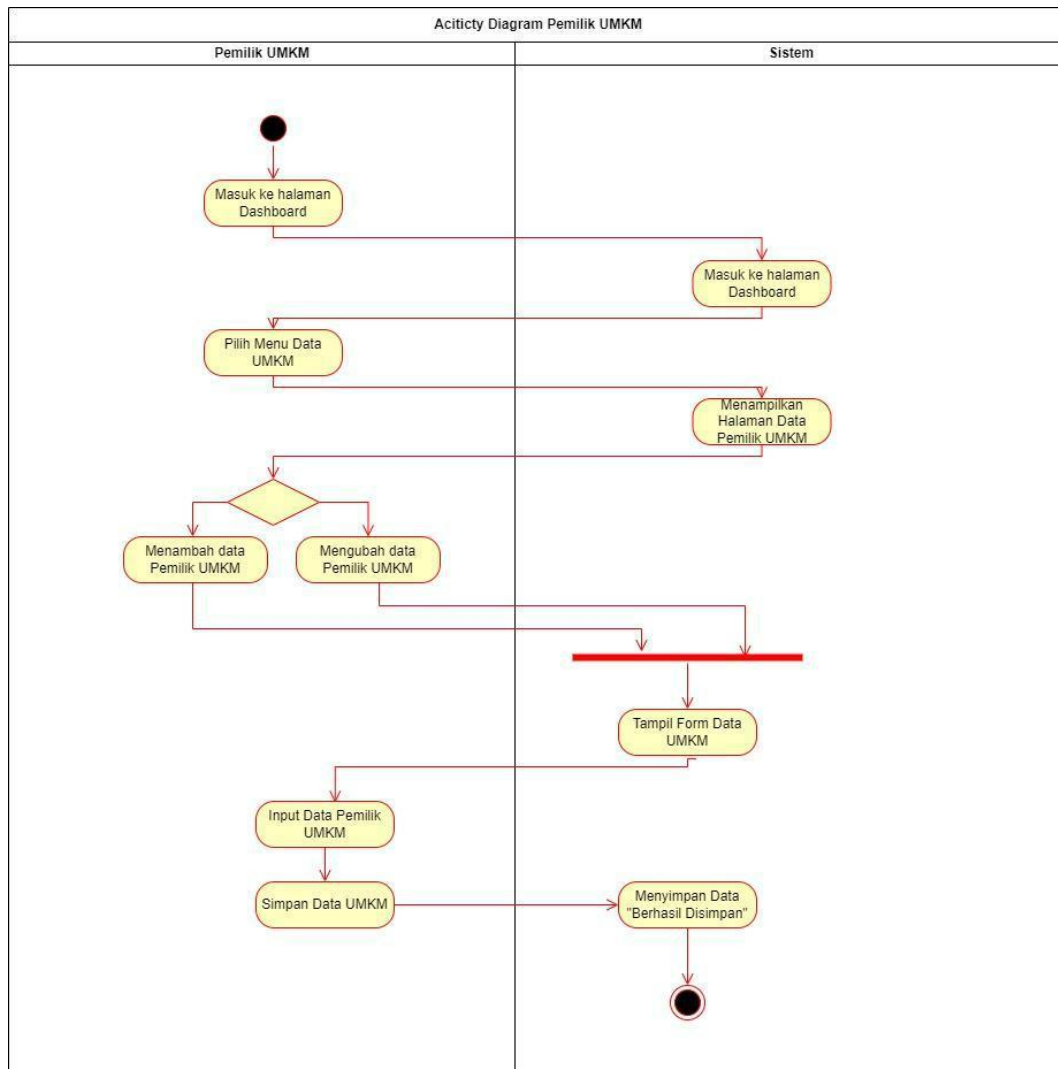 Aciticty Diagram Pemilik UMKM
Pemilik UMKM
Sistem
Masuk ke halaman
Dashboard
Masuk ke halaman
Dashboard
Pilih Menu Data
UMKM
Menampilkan
Halaman Data
Pemilik UMKM
Menambah data
Pemilik UMKM
Mengubah data
Pemilik UMKM
Tampil Form Data
UMKM
Input Data Pemilik
UMKM
Simpan Data UMKM
Menyimpan Data
"Berhasil Disimpan"